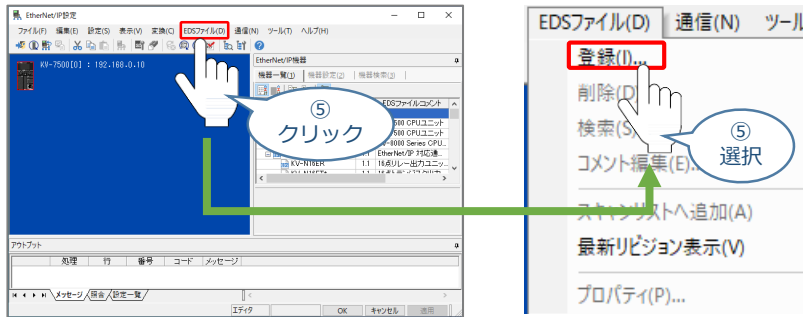 EtherNet/IP設定
ファイル(F) 編集(E) 設定(S) 表示(V) 変換(C) EDSファイル(D) 通信(N) ツール(T) ヘルプ(H)
KV-7500[0] : 192.168.0.10
EtherNet/IP機器
機器一覧(1) 機器設定(2) 機器検索(3)
EDSファイルコメント
500 CPUユニット
500 CPUユニット
-8000 Series CPU...
1.1 EtherNet/IP 対応通...
KV-N16ER 1.1 16点リレー出力ユニッ...
⑤
クリック
アウトプット
処理 行 番号 コード メッセージ
メッセージ 照合 設定一覧
エディタ OK キャンセル 適用
EDSファイル(D) 通信(N) ツール
登録(I)...
削除(D)
検索(S)
コメント編集(E)...
スキャンリストへ追加(A)
最新リビジョン表示(V)
プロパティ(P)...
⑤
選択